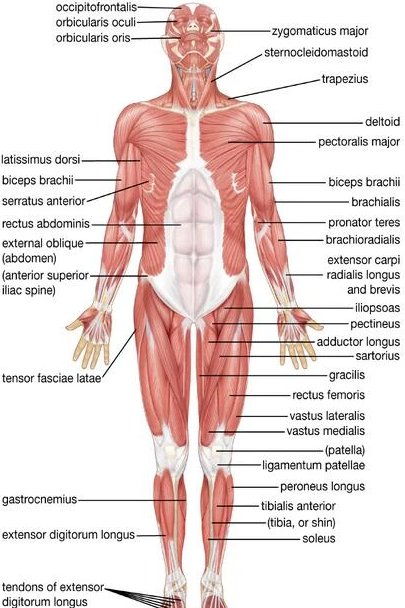 occipitofrontalis
orbicularis oculi
orbicularis oris
zygomaticus major
sternocleidomastoid
trapezius
deltoid
pectoralis major
latissimus dorsi
biceps brachii
serratus anterior
rectus abdominis
external oblique
(abdomen)
(anterior superior
iliac spine)
biceps brachii
brachialis
pronator teres
brachioradialis
extensor carpi
radialis longus
and brevis
iliopsoas
pectineus
adductor longus
sartorius
gracilis
tensor fasciae latae
rectus femoris
vastus lateralis
vastus medialis
(patella)
ligamentum patellae
peroneus longus
tibialis anterior
(tibia, or shin)
soleus
gastrocnemius
extensor digitorum longus
tendons of extensor
digitorum longus